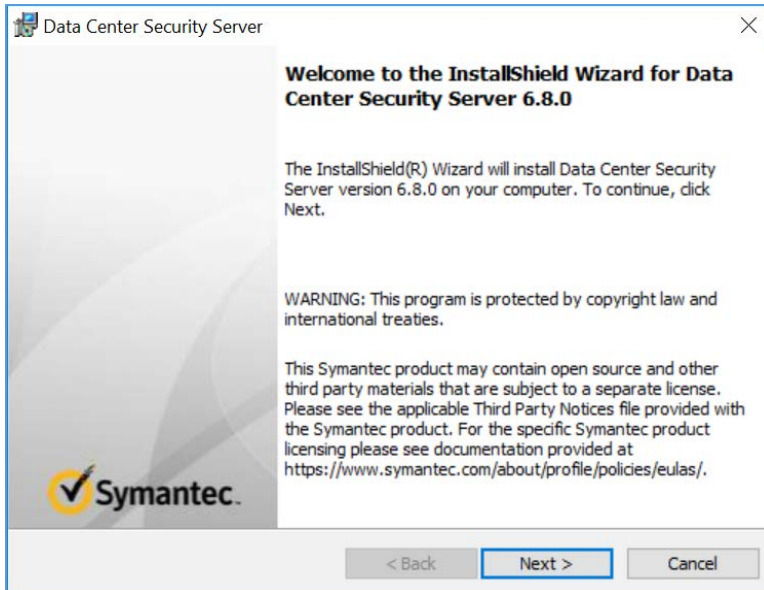 Data Center Security Server
Welcome to the InstallShield Wizard for Data
Center Security Server 6.8.0
The InstallShield(R) Wizard will install Data Center Security
Server version 6.8.0 on your computer. To continue, click
Next.
WARNING: This program is protected by copyright law and
international treaties.
This Symantec product may contain open source and other
third party materials that are subject to a separate license.
Please see the applicable Third Party Notices file provided with
the Symantec product. For the specific Symantec product
licensing please see documentation provided at
https://www.symantec.com/about/profile/policies/eulas/.
Symantec™
< Back
Next >
Cancel